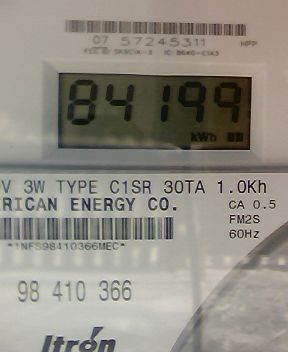 07 57245311 HPP
84199
kWh
V 3W TYPE C1SR 30TA 1.0Kh
RICAN ENERGY CO. CA 0.5
FM2S
60Hz
*1NFS98410366MEC*
98 410 366
Itron